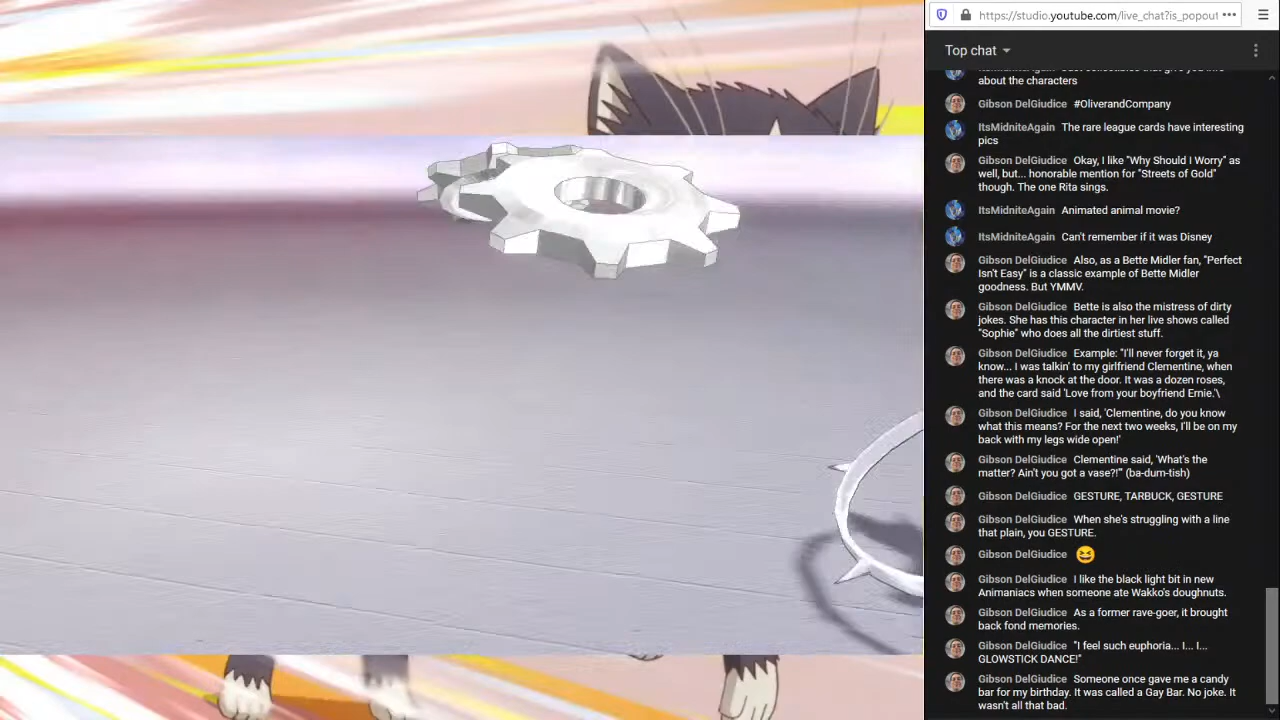 https://studio.youtube.com/live_chat?is_popout
Top chat
about the characters
Gibson DelGiudice #OliverandCompany
ItsMidniteAgain The rare league cards have interesting
pics
Gibson DelGiudice Okay, I like "Why Should I Worry" as
well, but... honorable mention for "Streets of Gold"
though. The one Rita sings.
ItsMidniteAgain Animated animal movie?
ItsMidniteAgain Can't remember if it was Disney
Gibson DelGiudice Also, as a Bette Midler fan, "Perfect
Isn't Easy" is a classic example of Bette Midler
goodness. But YMMV.
Gibson DelGiudice Bette is also the mistress of dirty
jokes. She has this character in her live shows called
"Sophie" who does all the dirtiest stuff.
Gibson DelGiudice Example: "I'll never forget it, ya
know... I was talkin' to my girlfriend Clementine, when
there was a knock at the door. It was a dozen roses,
and the card said 'Love from your boyfriend Ernie.'\
Gibson DelGiudice I said, 'Clementine, do you know
what this means? For the next two weeks, I'll be on my
back with my legs wide open!'
Gibson DelGiudice Clementine said, 'What's the
matter? Ain't you got a vase?!" (ba-dum-tish)
Gibson DelGiudice GESTURE, TARBUCK, GESTURE
Gibson DelGiudice When she's struggling with a line
that plain, you GESTURE.
Gibson DelGiudice
Gibson DelGiudice I like the black light bit in new
Animaniacs when someone ate Wakko's doughnuts.
Gibson DelGiudice As a former rave-goer, it brought
back fond memories.
Gibson DelGiudice "I feel such euphoria... I... I...
GLOWSTICK DANCE!"
Gibson DelGiudice Someone once gave me a candy
bar for my birthday. It was called a Gay Bar. No joke. It
wasn't all that bad.